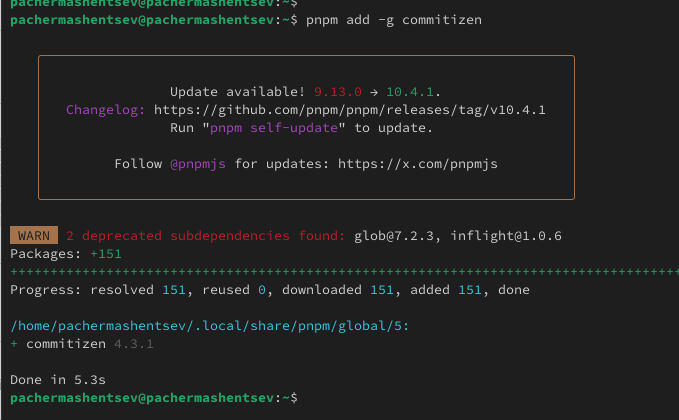 pachermashentsev@pachermashentsev:~$
pachermashentsev@pachermashentsev:~$ pnpm add -g commitizen
Update available! 9.13.0 → 10.4.1.
Changelog: https://github.com/pnpm/pnpm/releases/tag/v10.4.1
Run "pnpm self-update" to update.
Follow @pnpmjs for updates: https://x.com/pnpmjs
WARN 2 deprecated subdependencies found: glob@7.2.3, inflight@1.0.6
Packages: +151
++++++++++++++++++++++++++++++++++++++++++++++++++++++++++++++++++++++++++++++++++++
Progress: resolved 151, reused 0, downloaded 151, added 151, done
/home/pachermashentsev/.local/share/pnpm/global/5:
+ commitizen 4.3.1
Done in 5.3s
pachermashentsev@pachermashentsev:~$